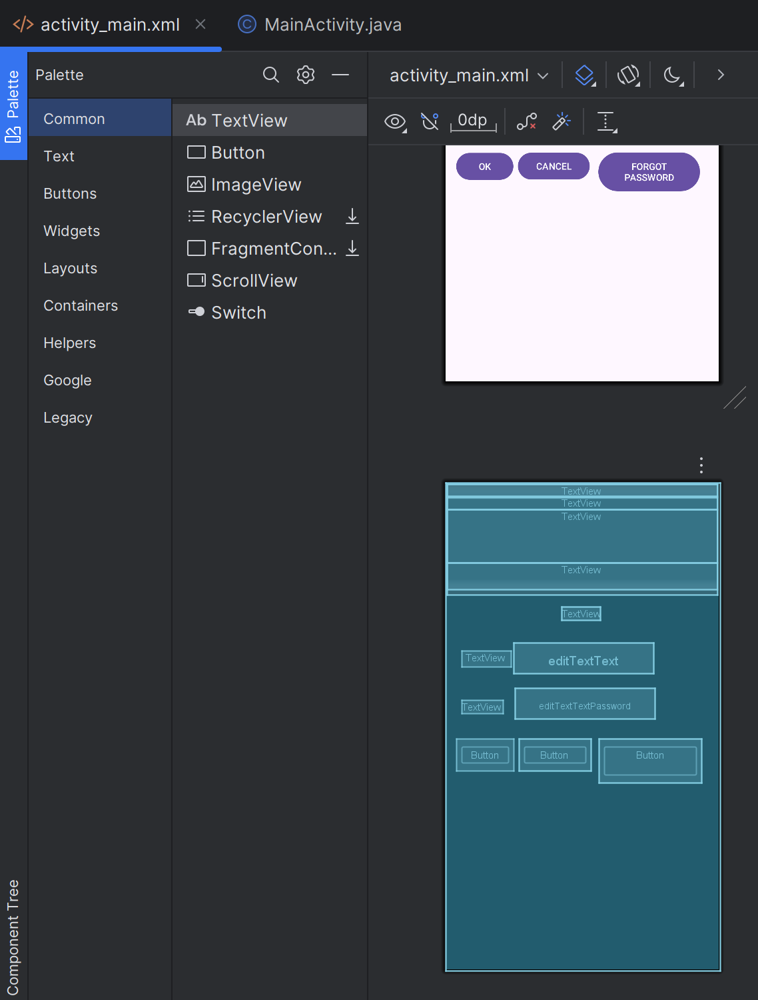 activity_main.xml
MainActivity.java
Palette
Palette
activity_main.xml
Common
Text
Buttons
Widgets
Layouts
Containers
Helpers
Google
Legacy
Ab TextView
Button
ImageView
RecyclerView
FragmentCon...
ScrollView
Switch
0dp
OK
CANCEL
FORGOT
PASSWORD
TextView
TextView
TextView
TextView
TextView
TextView
editTextText
TextView
editTextTextPassword
Button
Button
Button
Component Tree